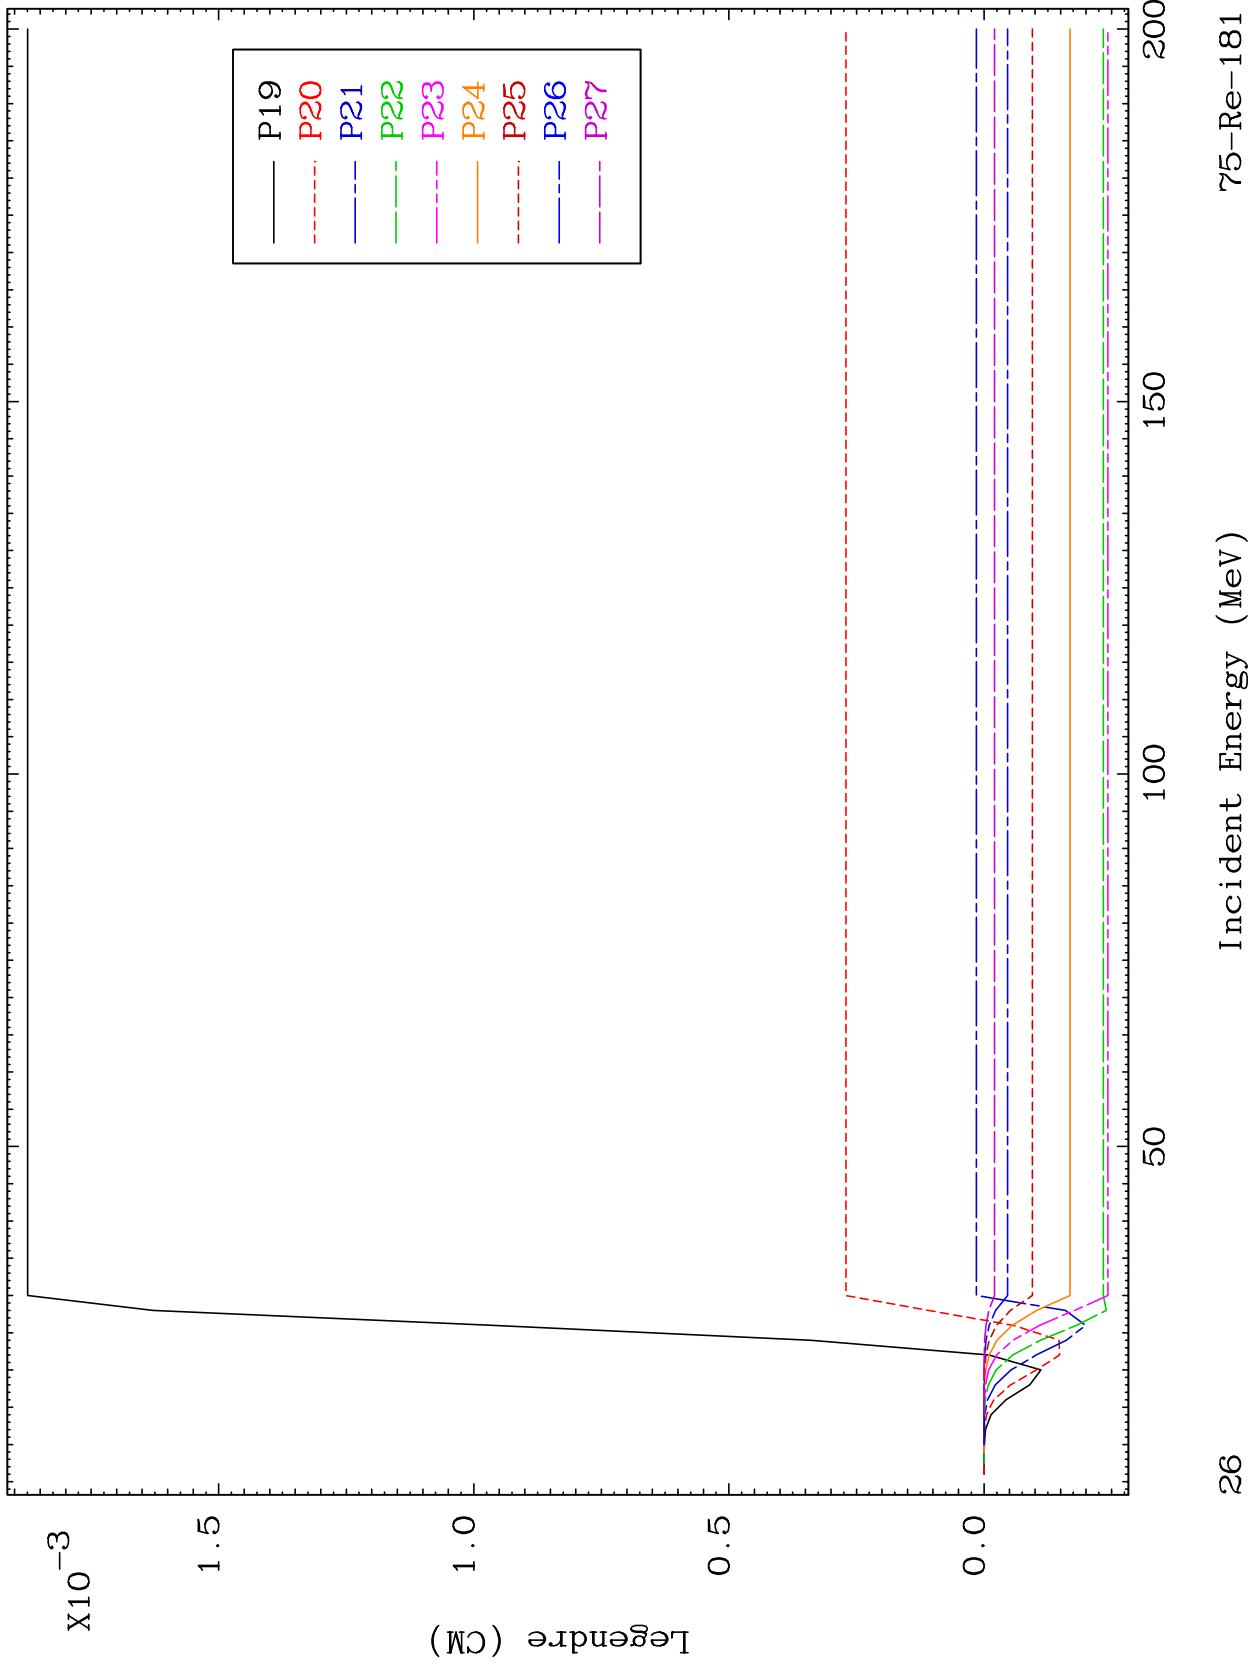 X10-3
1.5
1.0
0.5
0.0
Legendre (CM)
P19
P20
P21
P22
P23
P24
P25
P26
P27
50
100
150
200
26
Incident Energy (MeV)
75-Re-181